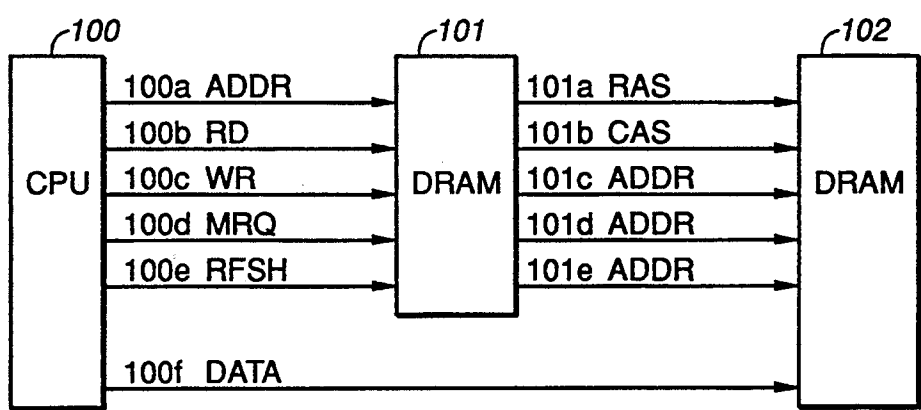 100
101
102
100a ADDR
101a RAS
100b RD
101b CAS
CPU
100c WR
DRAM
101c ADDR
DRAM
100d MRQ
101d ADDR
100e RFSH
101e ADDR
100f DATA